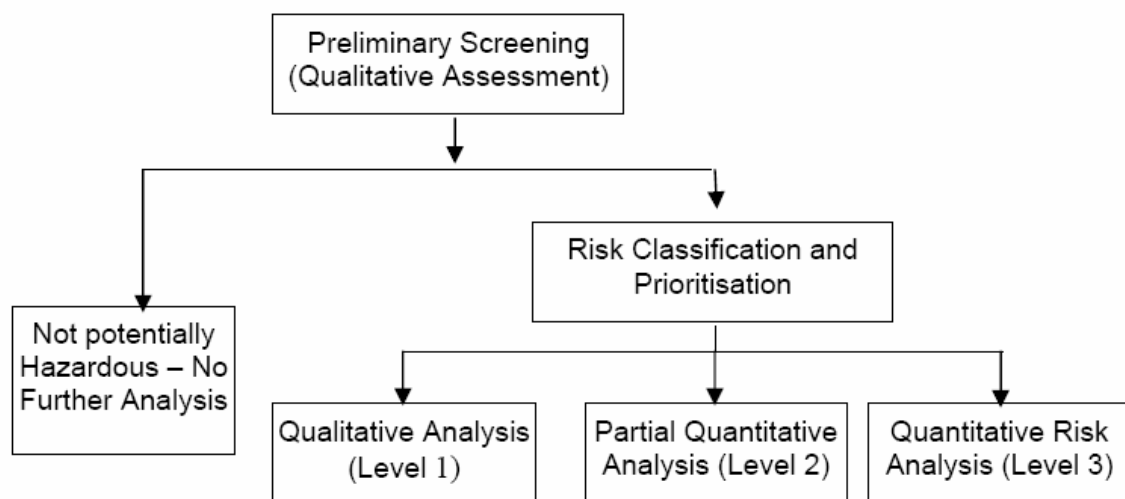 Preliminary Screening
(Qualitative Assessment)
Risk Classification and
Prioritisation
Not potentially
Hazardous – No
Further Analysis
Qualitative Analysis
(Level 1)
Partial Quantitative
Analysis (Level 2)
Quantitative Risk
Analysis (Level 3)